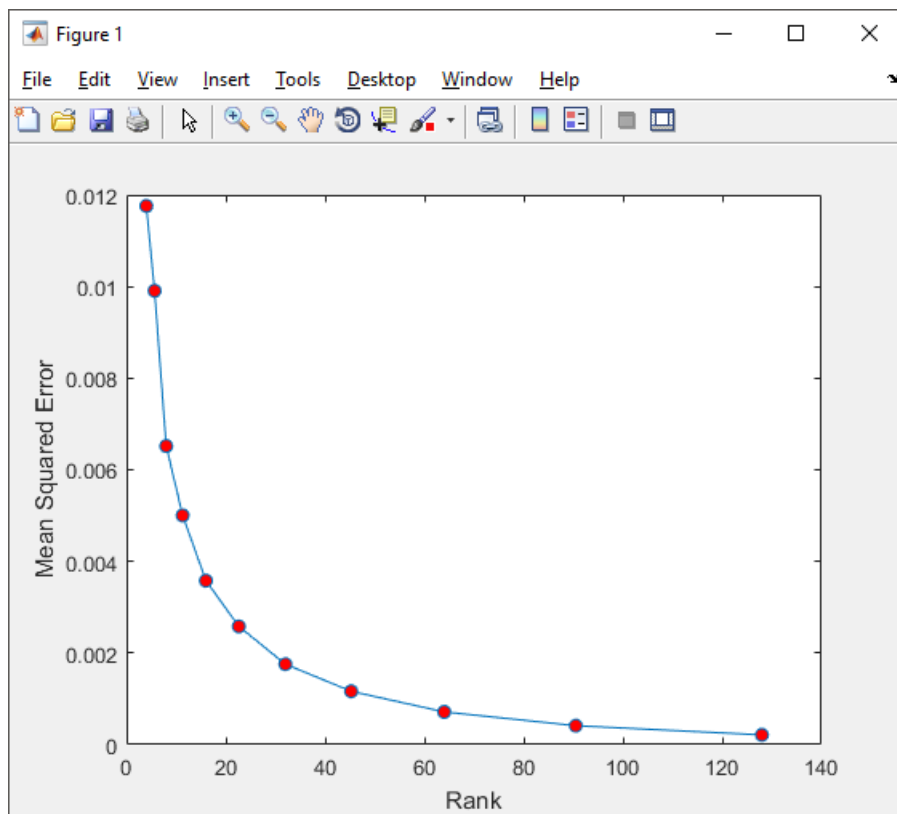 Figure 1
File Edit View Insert Tools Desktop Window Help
0.012
0.01
0.008
0.006
0.004
0.002
0
Mean Squared Error
0 20 40 60 80 100 120 140
Rank